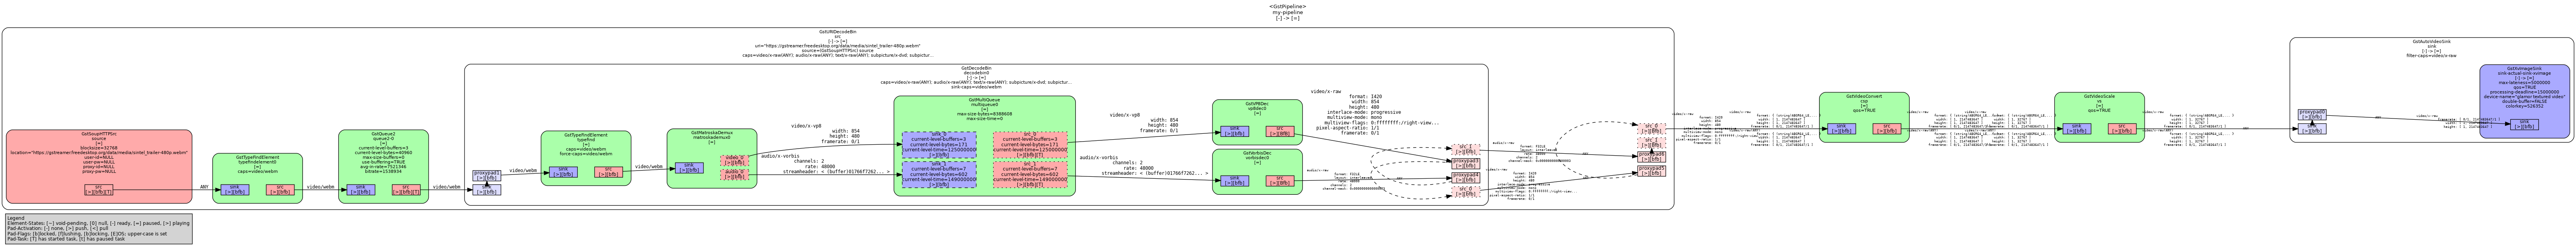 <GstPipeline>
my-pipeline
[-] -> [=]
GstURIDecodeBin
src
[-] -> [=]
uri="https://gstreamer.freedesktop.org/data/media/sintel_trailer-480p.webm"
source=(GstSoupHTTPSrc) source
caps=video/x-raw(ANY); audio/x-raw(ANY); text/x-raw(ANY); subpicture/x-dvd; subpictur...
GstDecodeBin
decodebin0
[-] -> [=]
caps=video/x-raw(ANY); audio/x-raw(ANY); text/x-raw(ANY); subpicture/x-dvd; subpictur...
sink-caps=video/webm
GstSoupHTTPSrc
source
[=]
blocksize=32768
location="https://gstreamer.freedesktop.org/data/media/sintel_trailer-480p.webm"
user-id=NULL
user-pw=NULL
proxy-id=NULL
proxy-pw=NULL
src
[>][bfb][T]
ANY
GstTypeFindElement
typefindelement0
[=]
caps=video/webm
sink
[>][bfb]
src
[>][bfb]
video/webm
GstQueue2
queue2-0
[=]
current-level-buffers=3
current-level-bytes=40960
max-size-buffers=0
use-buffering=TRUE
avg-in-rate=7521946
bitrate=1538934
sink
[>][bfb]
src
[>][bfb][T]
video/webm
proxypad1
[>][bfb]
[>][bfb]
video/webm
GstTypeFindElement
typefind
[=]
caps=video/webm
force-caps=video/webm
sink
[>][bfb]
src
[>][bfb]
video/webm
GstMatroskaDemux
matroskademux0
[=]
sink
[>][bfb]
video_0
[>][bfb]
audio_0
[>][bfb]
video/x-vp8
width: 854
height: 480
framerate: 0/1
audio/x-vorbis
channels: 2
rate: 48000
streamheader: < (buffer)01766f7262... >
GstMultiQueue
multiqueue0
[=]
max-size-bytes=8388608
max-size-time=0
sink_0
current-level-buffers=3
current-level-bytes=171
current-level-time=125000000
[>][bfb]
src_0
current-level-buffers=3
current-level-bytes=171
current-level-time=125000000
[>][bfb][T]
sink_1
current-level-buffers=7
current-level-bytes=602
current-level-time=149000000
[>][bfb]
src_1
current-level-buffers=7
current-level-bytes=602
current-level-time=149000000
[>][bfb][T]
video/x-vp8
width: 854
height: 480
framerate: 0/1
audio/x-vorbis
channels: 2
rate: 48000
streamheader: < (buffer)01766f7262... >
GstVP8Dec
vp8dec0
[=]
sink
[>][bfb]
src
[>][bfb]
GstVorbisDec
vorbisdec0
[=]
sink
[>][bfb]
src
[>][bfb]
video/x-raw
format: I420
width: 854
height: 480
interlace-mode: progressive
multiview-mode: mono
multiview-flags: 0:ffffffff:/right-view...
pixel-aspect-ratio: 1/1
framerate: 0/1
src_1
[>][bfb]
proxypad3
[>][bfb]
proxypad4
[>][bfb]
src_0
[>][bfb]
proxypad5
[>][bfb]
GstVideoConvert
csp
[=]
qos=TRUE
sink
[>][bfb]
src
[>][bfb]
GstVideoScale
vs
[=]
qos=TRUE
sink
[>][bfb]
src
[>][bfb]
GstAutoVideoSink
sink
[-] -> [=]
filter-caps=video/x-raw
proxypad0
[>][bfb]
[>][bfb]
GstXvImageSink
sink-actual-sink-xvimage
[-] -> [=]
max-lateness=5000000
qos=TRUE
processing-deadline=15000000
device-name="glamor textured video"
double-buffer=FALSE
colorkey=526352
sink
[>][bfb]
Legend
Element-States: [~] void-pending, [0] null, [-] ready, [=] paused, [>] playing
Pad-Activation: [-] none, [>] push, [<] pull
Pad-Flags: [b]locked, [f]lushing, [b]locking, [E]OS; upper-case is set
Pad-Task: [T] has started task, [t] has paused task